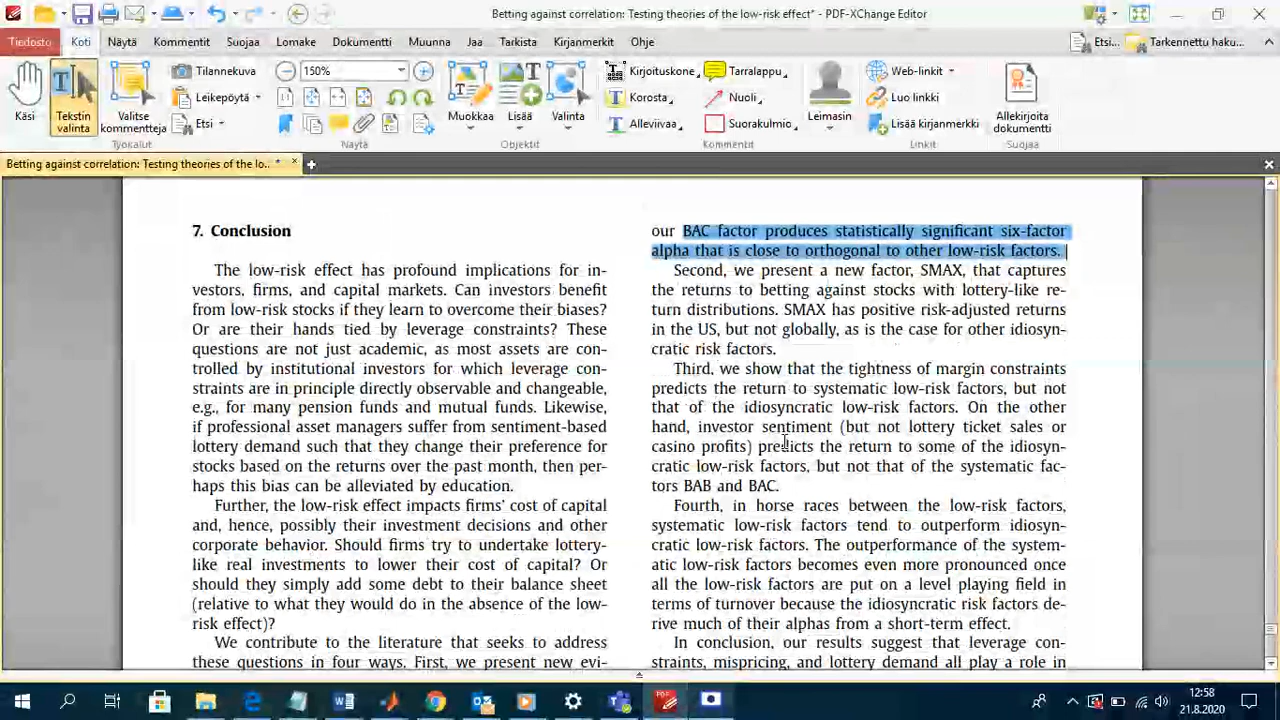 Betting against correlation: Testing theories of the low-risk effect* - PDF-XChange Editor
Tiedosto Koti Näytä Kommentit Suojaa Lomake Dokumentti Muunna Jaa Tarkista Kirjanmerkit Ohje Etsi... Tarkennettu haku...
Käsi
Tekstin valinta
Valitse kommentteja
Työkalut
Tilannekuva
Leikepöytä
Etsi
150%
Näytä
Muokkaa
Lisää
Valinta
Objektit
Kirjoituskone
Korosta
Alleviivaa
Tarralappu
Nuoli
Suorakulmio
Leimasin
Kommentit
Web-linkit
Luo linkki
Lisää kirjanmerkki
Linkit
Allekirjoita dokumentti
Suojaa
Betting against correlation: Testing theories of the lo.. *
7. Conclusion
The low-risk effect has profound implications for in-
vestors, firms, and capital markets. Can investors benefit
from low-risk stocks if they learn to overcome their biases?
Or are their hands tied by leverage constraints? These
questions are not just academic, as most assets are con-
trolled by institutional investors for which leverage con-
straints are in principle directly observable and changeable,
e.g., for many pension funds and mutual funds. Likewise,
if professional asset managers suffer from sentiment-based
lottery demand such that they change their preference for
stocks based on the returns over the past month, then per-
haps this bias can be alleviated by education.
Further, the low-risk effect impacts firms' cost of capital
and, hence, possibly their investment decisions and other
corporate behavior. Should firms try to undertake lottery-
like real investments to lower their cost of capital? Or
should they simply add some debt to their balance sheet
(relative to what they would do in the absence of the low-
risk effect)?
We contribute to the literature that seeks to address
these questions in four ways. First, we present new evi-
our BAC factor produces statistically significant six-factor
alpha that is close to orthogonal to other low-risk factors.
Second, we present a new factor, SMAX, that captures
the returns to betting against stocks with lottery-like re-
turn distributions. SMAX has positive risk-adjusted returns
in the US, but not globally, as is the case for other idiosyn-
cratic risk factors.
Third, we show that the tightness of margin constraints
predicts the return to systematic low-risk factors, but not
that of the idiosyncratic low-risk factors. On the other
hand, investor sentiment (but not lottery ticket sales or
casino profits) predicts the return to some of the idiosyn-
cratic low-risk factors, but not that of the systematic fac-
tors BAB and BAC.
Fourth, in horse races between the low-risk factors,
systematic low-risk factors tend to outperform idiosyn-
cratic low-risk factors. The outperformance of the system-
atic low-risk factors becomes even more pronounced once
all the low-risk factors are put on a level playing field in
terms of turnover because the idiosyncratic risk factors de-
rive much of their alphas from a short-term effect.
In conclusion, our results suggest that leverage con-
straints, mispricing, and lottery demand all play a role in
12:58
21.8.2020